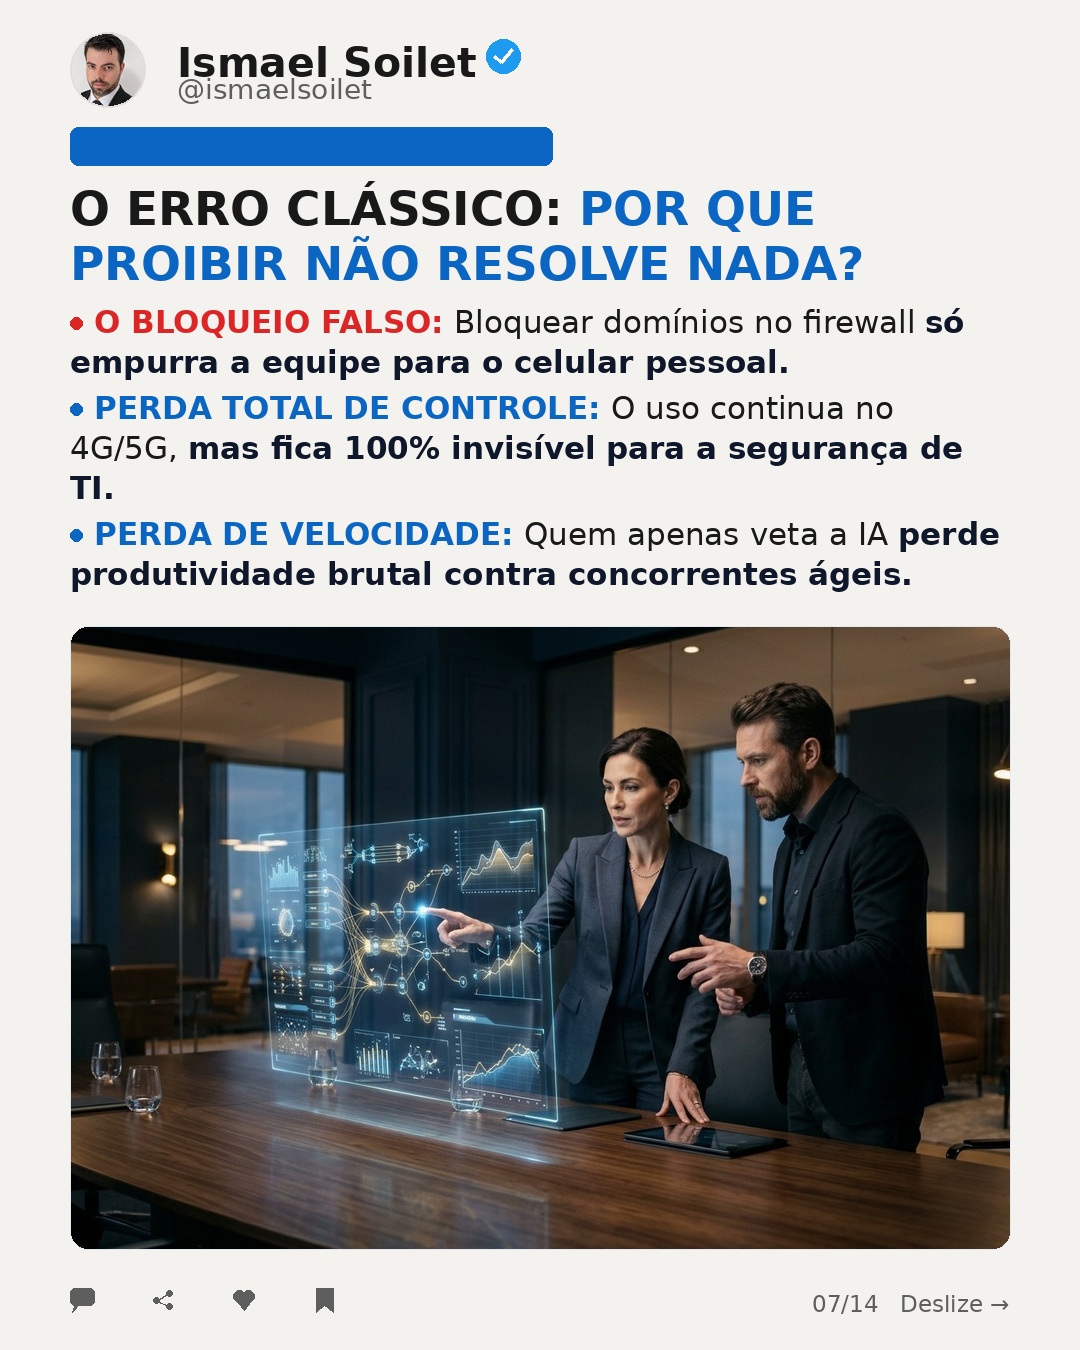 Ismael Soilet
@ismaelsoilet
O ERRO CLÁSSICO: POR QUE
PROIBIR NÃO RESOLVE NADA?
• O BLOQUEIO FALSO: Bloquear domínios no firewall só
empurra a equipe para o celular pessoal.
• PERDA TOTAL DE CONTROLE: O uso continua no
4G/5G, mas fica 100% invisível para a segurança de
TI.
• PERDA DE VELOCIDADE: Quem apenas veta a IA perde
produtividade brutal contra concorrentes ágeis.
07/14 Deslize →